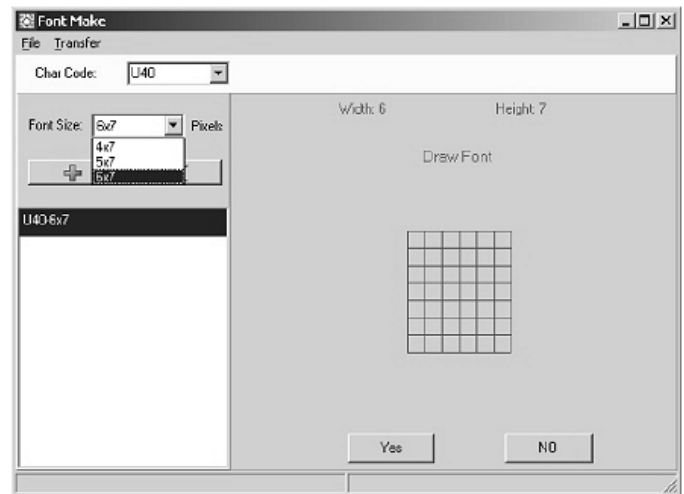 Font Make
File Transfer
Char Code: U40
Width: 6 Height: 7
Font Size: 6x7 Pixels
4x7
5x7
6x7
Draw Font
U40-6x7
Yes NO